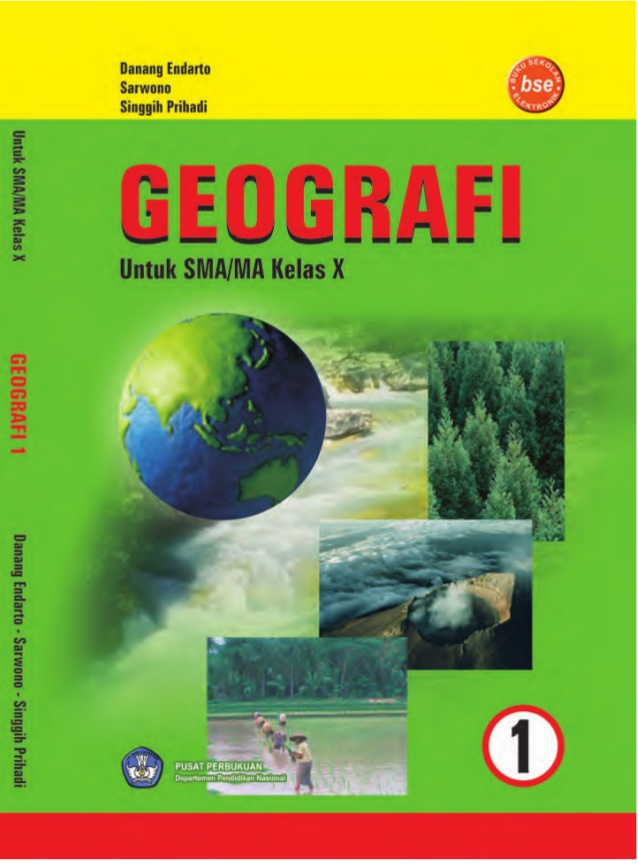 Danang Endarto
Sarwono
Singgih Prihadi
BUKU SEKOLAH
bse
ELEKTRONIK
GEOGRAFI
Untuk SMA/MA Kelas X
1
PUSAT PERBUKUAN
Departemen Pendidikan Nasional
Untuk SMA/MA Kelas X
GEOGRAFI 1
Danang Endarto - Sarwono - Singgih Prihadi